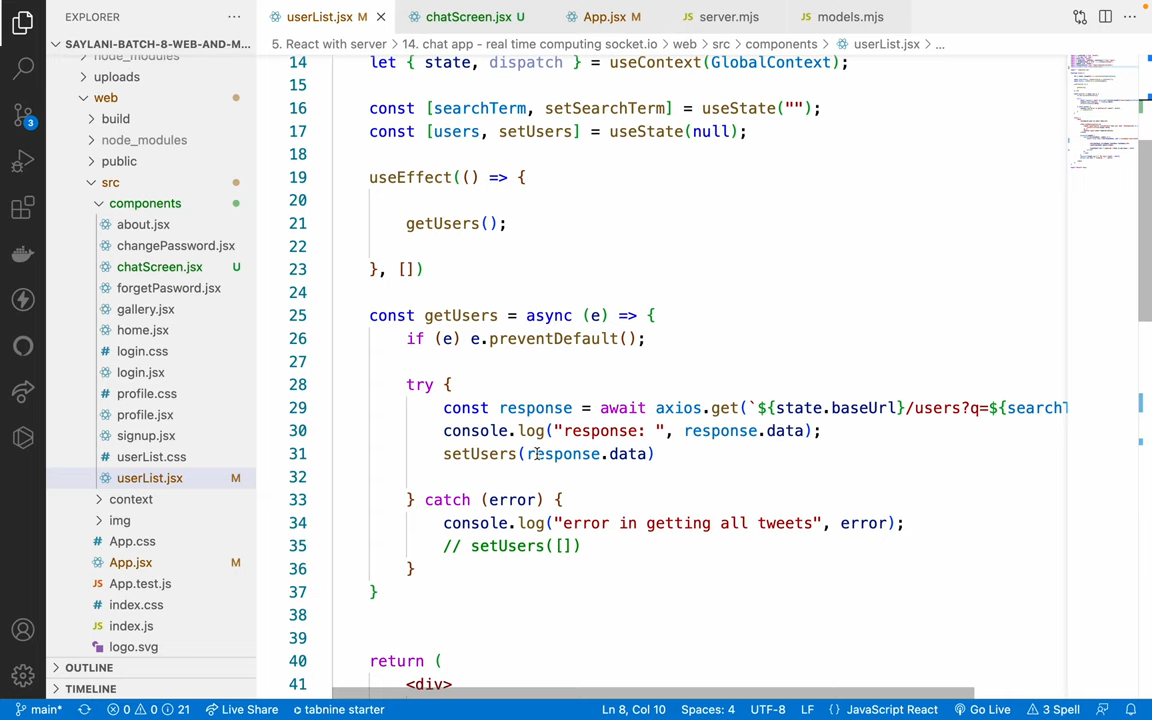 EXPLORER
userList.jsx M
chatScreen.jsx U
App.jsx M
JS server.mjs
JS models.mjs
SAYLANI-BATCH-8-WEB-AND-M...
5. React with server > 14. chat app - real time computing socket.io > web > src > components > userList.jsx > ...
node_modules
uploads
web
build
node_modules
public
src
components
about.jsx
changePassword.jsx
chatScreen.jsx U
forgetPasword.jsx
gallery.jsx
home.jsx
# login.css
login.jsx
# profile.css
profile.jsx
signup.jsx
# userList.css
userList.jsx M
context
img
# App.css
App.jsx M
JS App.test.js
# index.css
JS index.js
logo.svg
OUTLINE
TIMELINE
3
14 let { state, dispatch } = useContext(GlobalContext);
15
16 const [searchTerm, setSearchTerm] = useState("");
17 const [users, setUsers] = useState(null);
18
19 useEffect(() => {
20
21 getUsers();
22
23 }, [])
24
25 const getUsers = async (e) => {
26 if (e) e.preventDefault();
27
28 try {
29 const response = await axios.get(`${state.baseUrl}/users?q=${searchT
30 console.log("response: ", response.data);
31 setUsers(response.data)
32
33 } catch (error) {
34 console.log("error in getting all tweets", error);
35 // setUsers([])
36 }
37 }
38
39
40 return (
41 <div>
main* 0 0 21 Live Share tabnine starter Ln 8, Col 10 Spaces: 4 UTF-8 LF {} JavaScript React Go Live 3 Spell